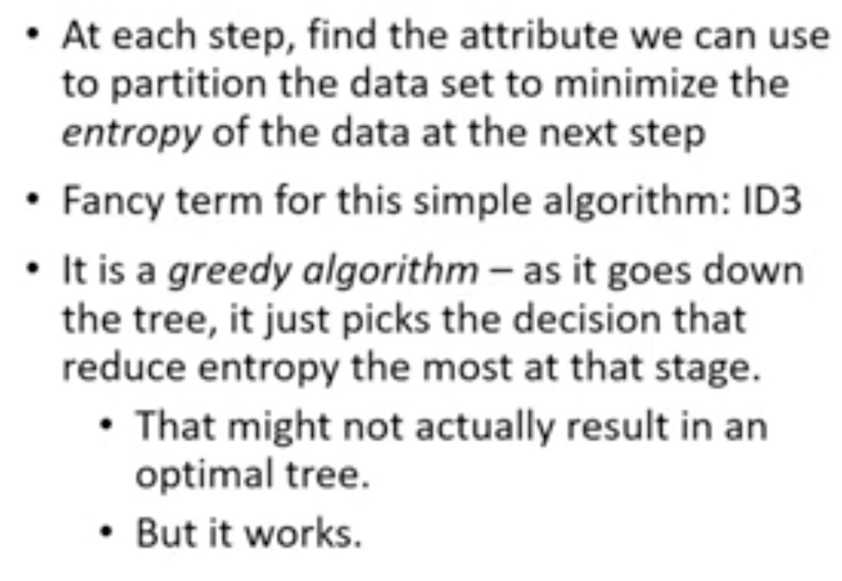 • At each step, find the attribute we can use
to partition the data set to minimize the
entropy of the data at the next step
• Fancy term for this simple algorithm: ID3
• It is a greedy algorithm – as it goes down
the tree, it just picks the decision that
reduce entropy the most at that stage.
• That might not actually result in an
optimal tree.
• But it works.